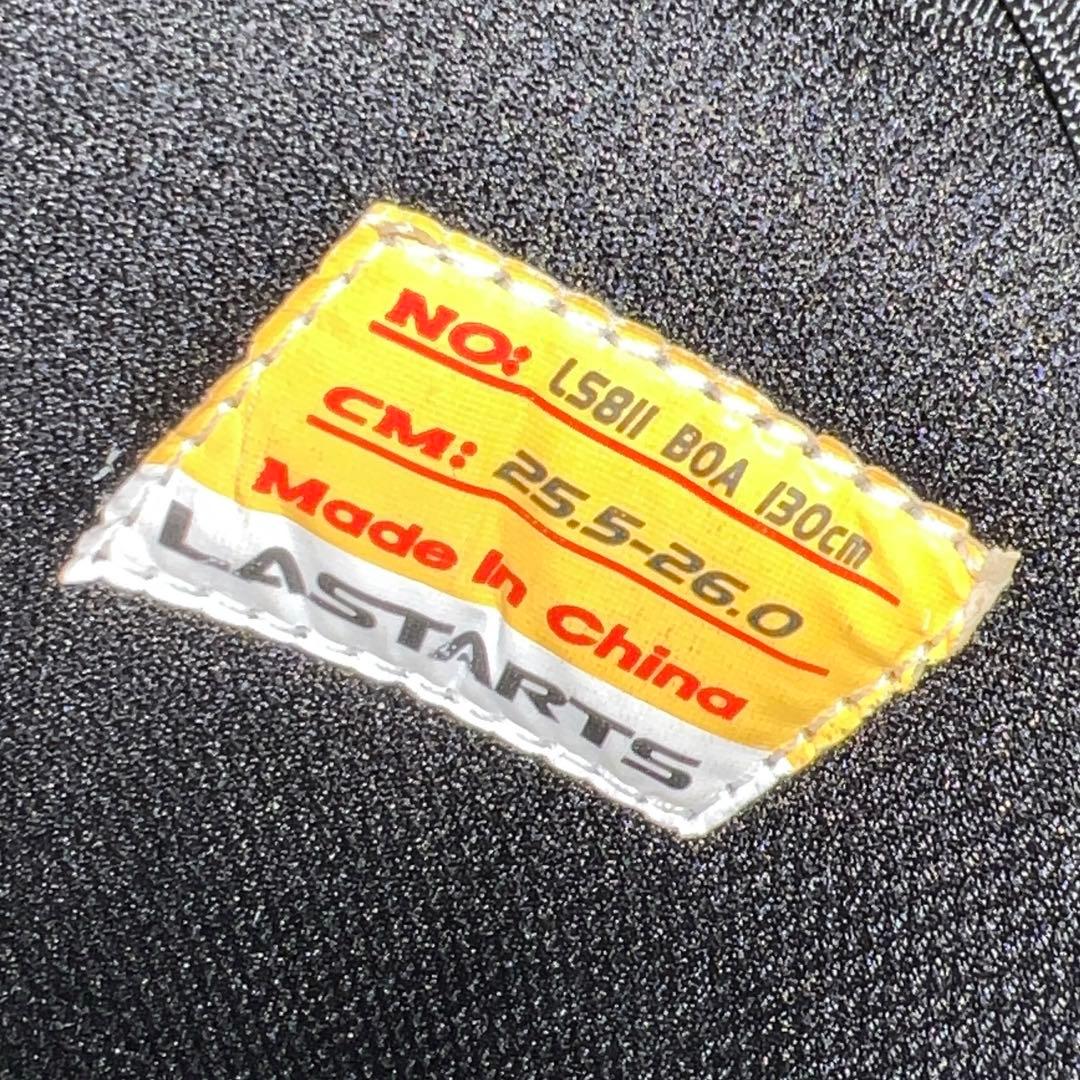 NO: LS811 BOA 130cm
CM: 25.5-26.0
Made In China
LASTARTS